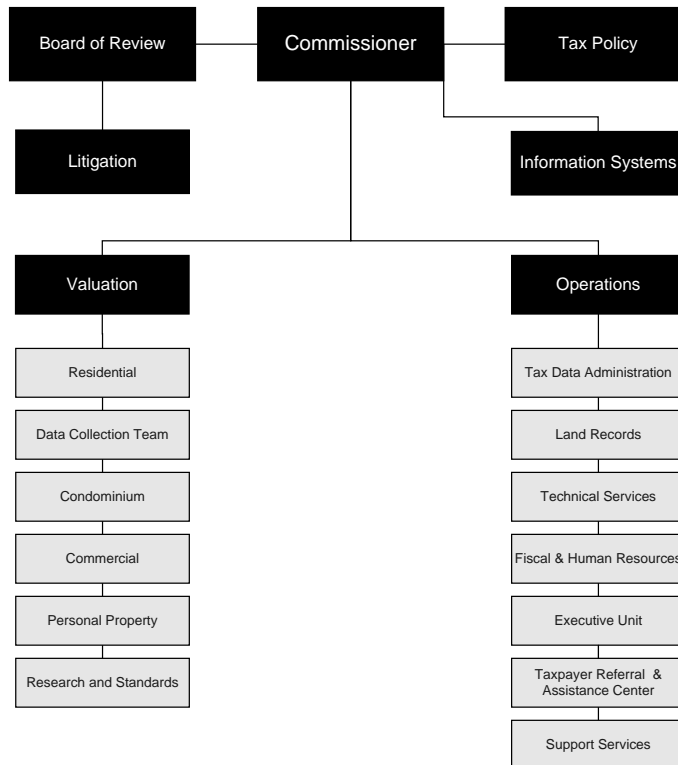 Board of Review
Commissioner
Tax Policy
Litigation
Information Systems
Valuation
Operations
Residential
Data Collection Team
Condominium
Commercial
Personal Property
Research and Standards
Tax Data Administration
Land Records
Technical Services
Fiscal & Human Resources
Executive Unit
Taxpayer Referral &
Assistance Center
Support Services